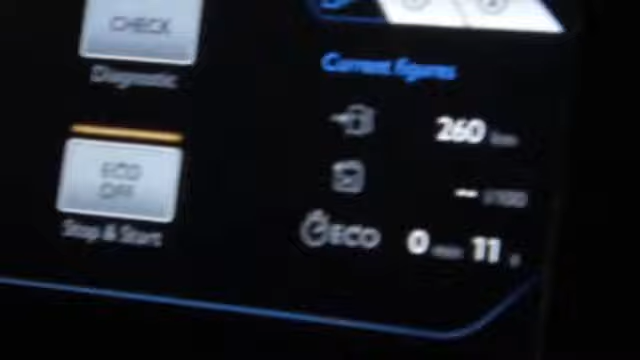 CHECK
Diagnostic
ECO
OFF
Stop & Start
Current figures
260 km
-- l/100
ECO 0 min 11 s